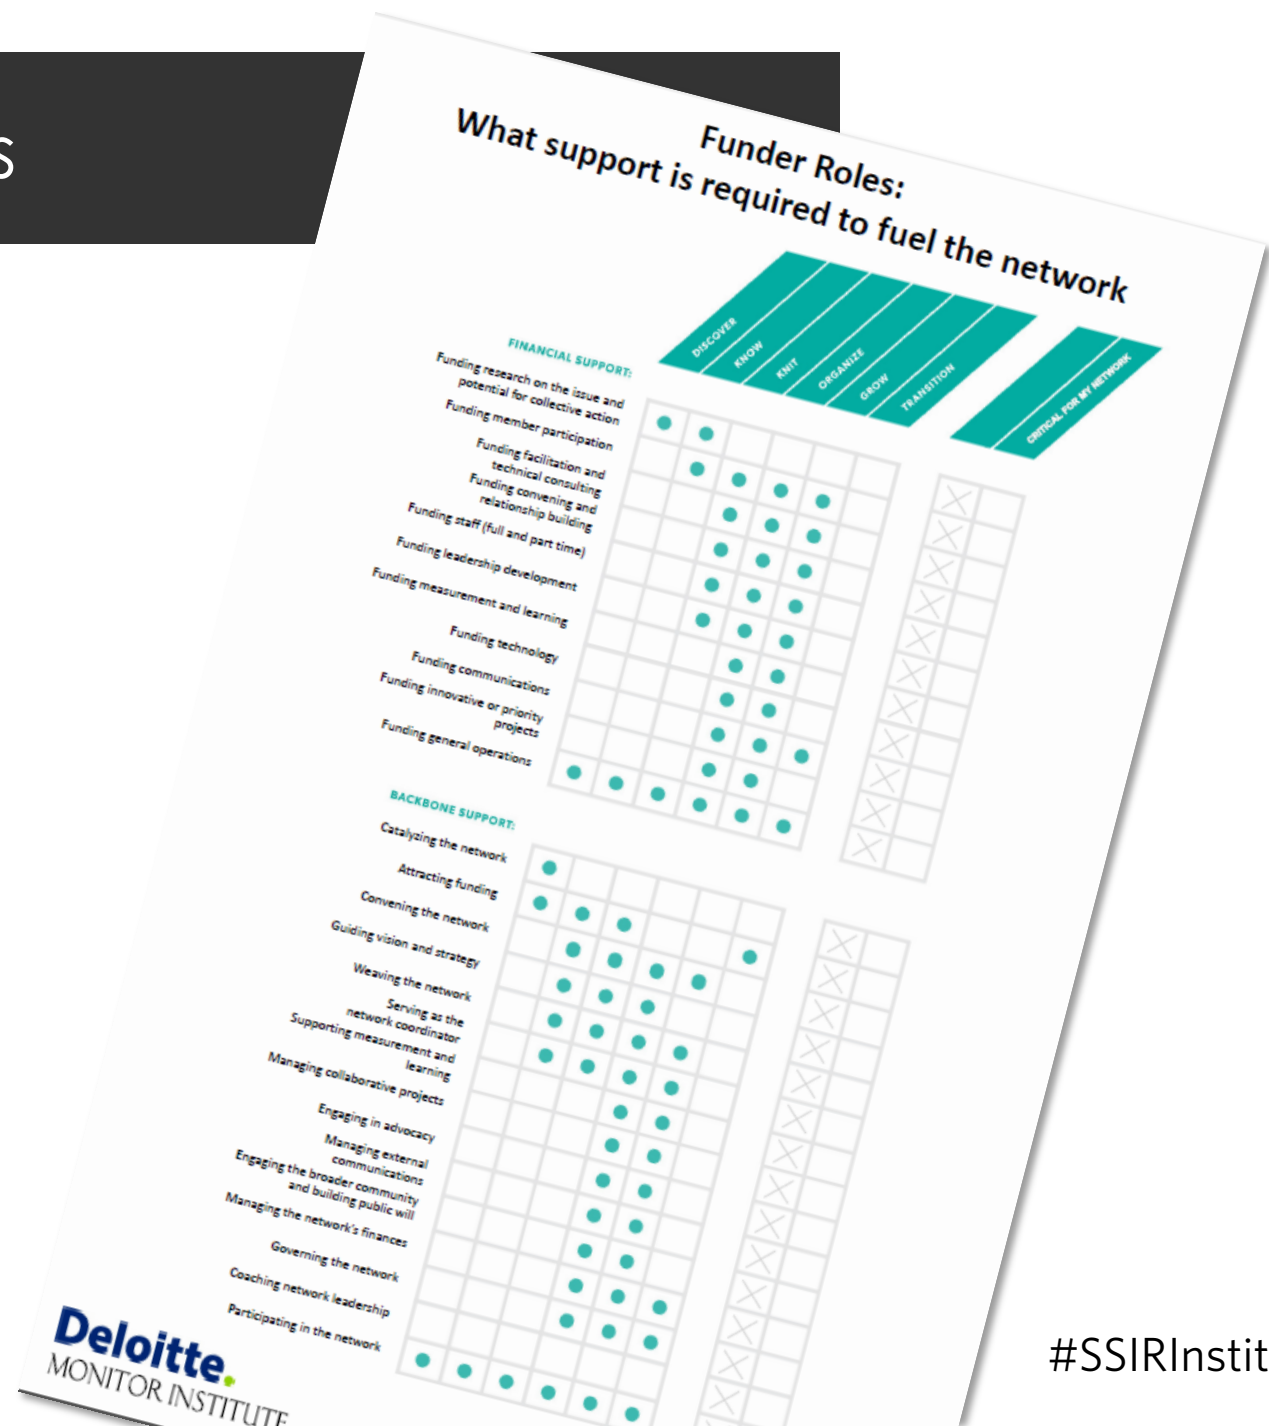 s
Funder Roles:
What support is required to fuel the network
DISCOVER
KNOW
KNIT
ORGANIZE
GROW
TRANSITION
CRITICAL FOR MY NETWORK
FINANCIAL SUPPORT:
Funding research on the issue and
potential for collective action
Funding member participation
Funding facilitation and
technical consulting
Funding convening and
relationship building
Funding staff (full and part time)
Funding leadership development
Funding measurement and learning
Funding technology
Funding communications
Funding innovative or priority
projects
Funding general operations
BACKBONE SUPPORT:
Catalyzing the network
Attracting funding
Convening the network
Guiding vision and strategy
Weaving the network
Serving as the
network coordinator
Supporting measurement and
learning
Managing collaborative projects
Engaging in advocacy
Managing external
communications
Engaging the broader community
and building public will
Managing the network's finances
Governing the network
Coaching network leadership
Participating in the network
Deloitte.
MONITOR INSTITUTE
#SSIRInstit